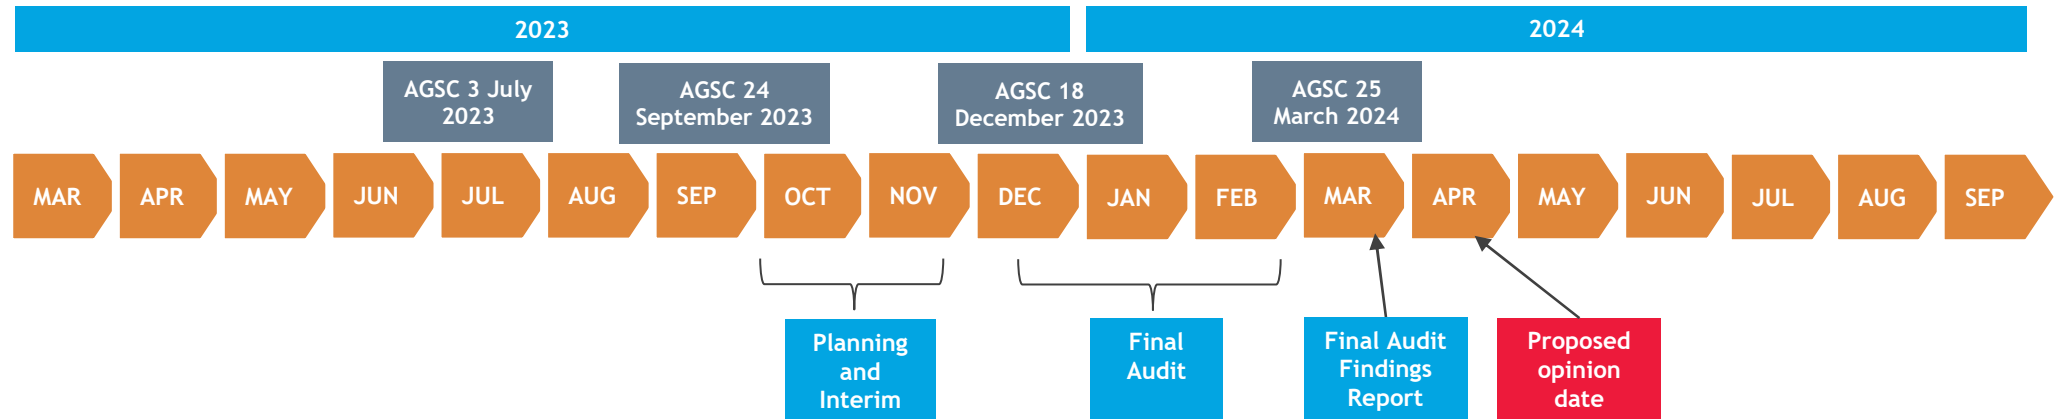 2023
2024
AGSC 3 July
2023
AGSC 24
September 2023
AGSC 18
December 2023
AGSC 25
March 2024
MAR
APR
MAY
JUN
JUL
AUG
SEP
OCT
NOV
DEC
JAN
FEB
MAR
APR
MAY
JUN
JUL
AUG
SEP
Planning
and
Interim
Final
Audit
Final Audit
Findings
Report
Proposed
opinion
date